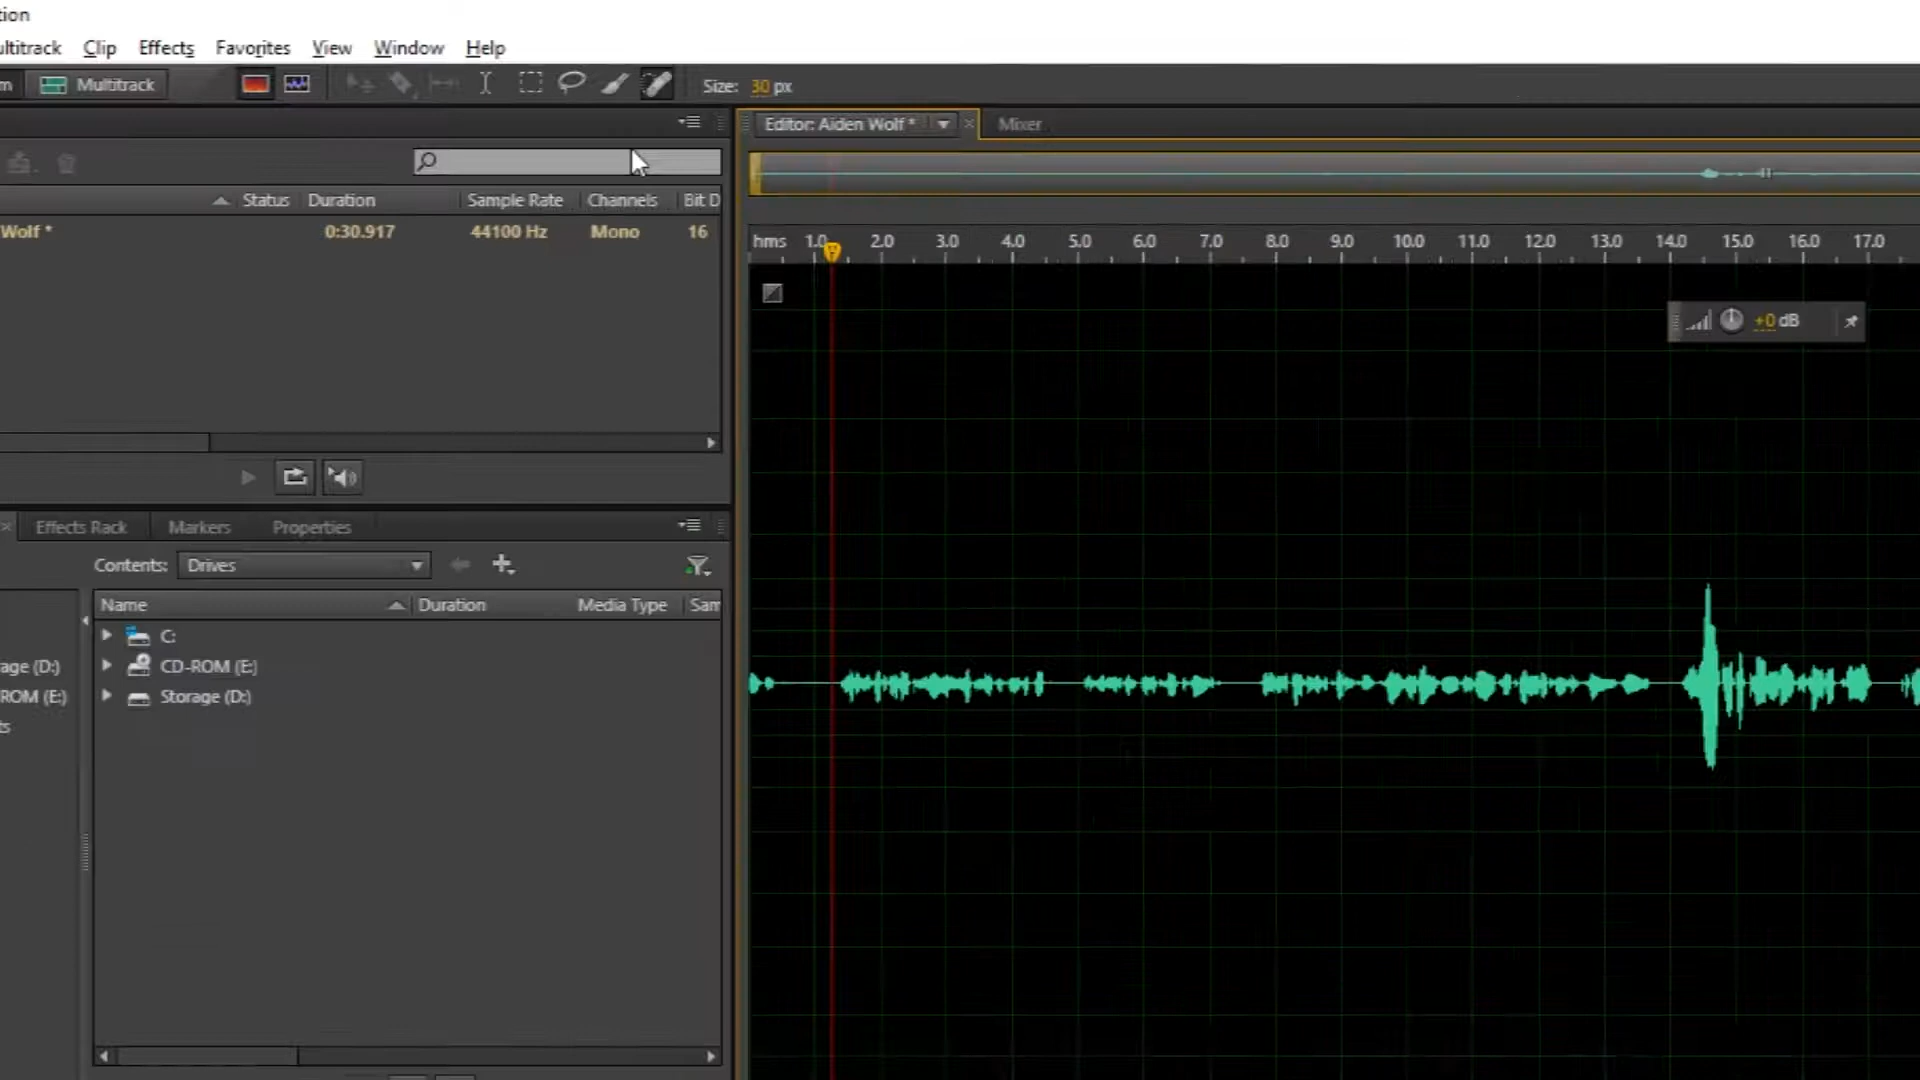 tion
ultitrack Clip Effects Favorites View Window Help
m Multitrack Size: 30 px
Editor: Aiden Wolf * Mixer
Status Duration Sample Rate Channels Bit D
Wolf * 0:30.917 44100 Hz Mono 16
hms 1.0 2.0 3.0 4.0 5.0 6.0 7.0 8.0 9.0 10.0 11.0 12.0 13.0 14.0 15.0 16.0 17.0
+0 dB
Effects Rack Markers Properties
Contents: Drives
Name Duration Media Type Sam
C:
rage (D:) CD-ROM (E:)
ROM (E:) Storage (D:)
ts